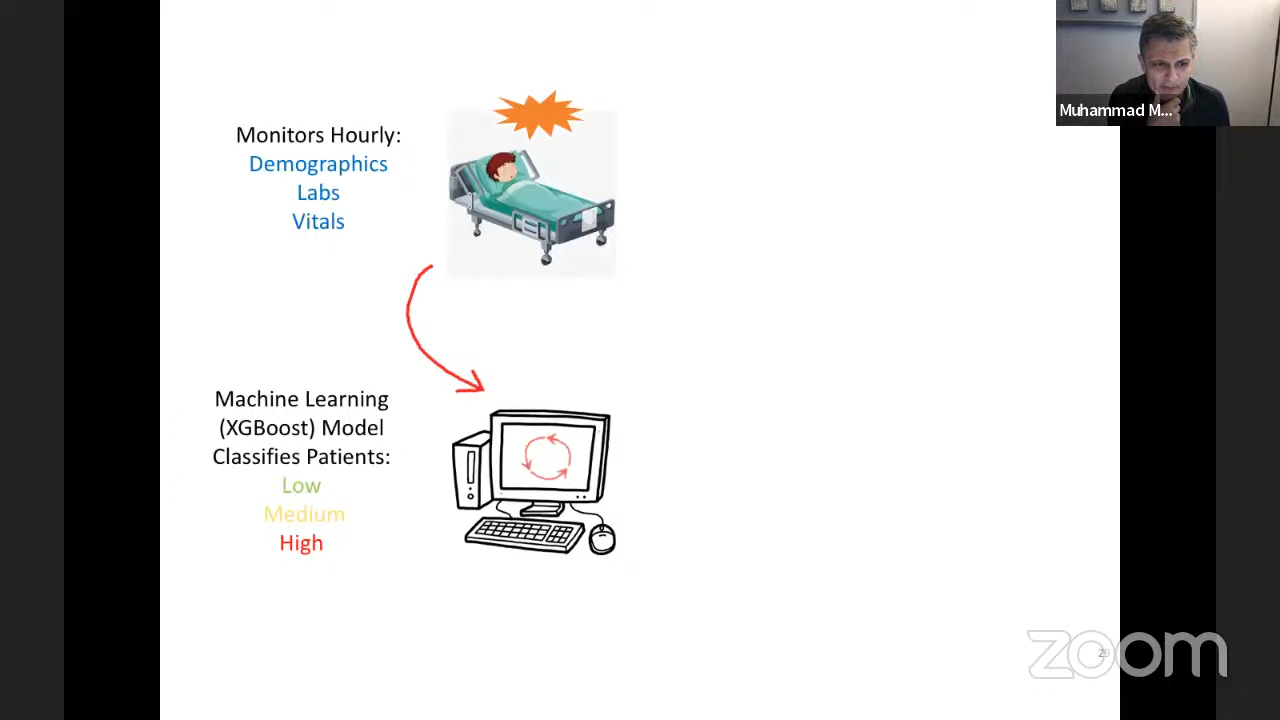 Muhammad M...
Monitors Hourly:
Demographics
Labs
Vitals
Machine Learning
(XGBoost) Model
Classifies Patients:
Low
Medium
High
zoom